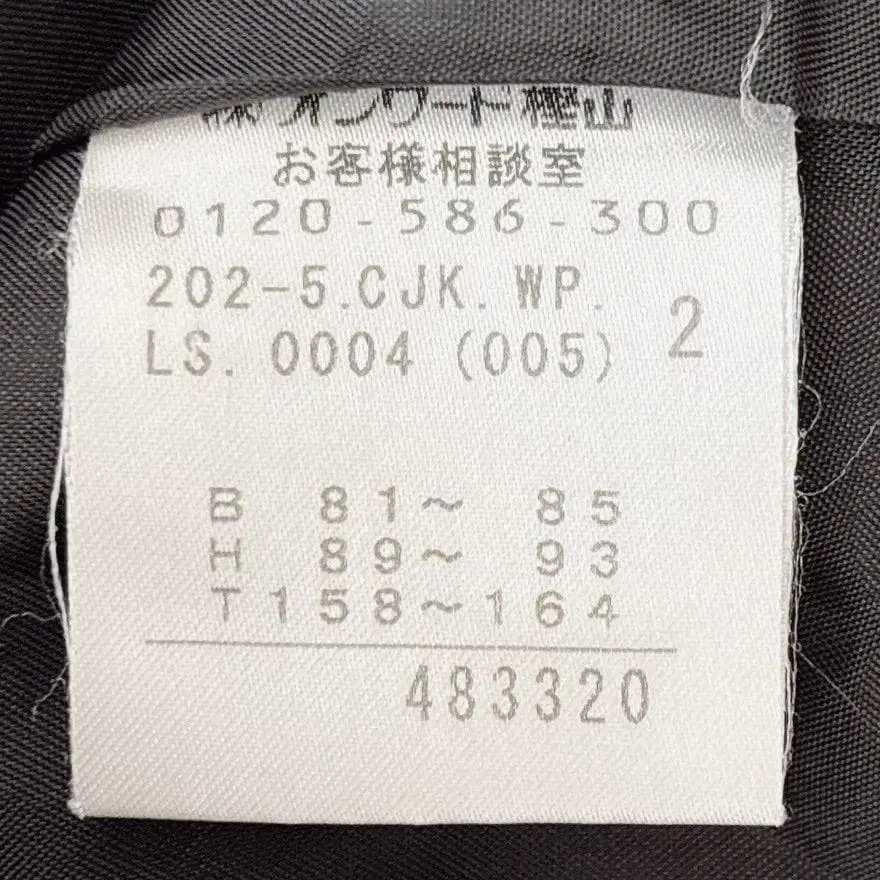 ㈱オンワード樫山
お客様相談室
0120-586-300
202-5.CJK.WP.
LS.0004(005) 2
B 81～ 85
H 89～ 93
T158～164
483320